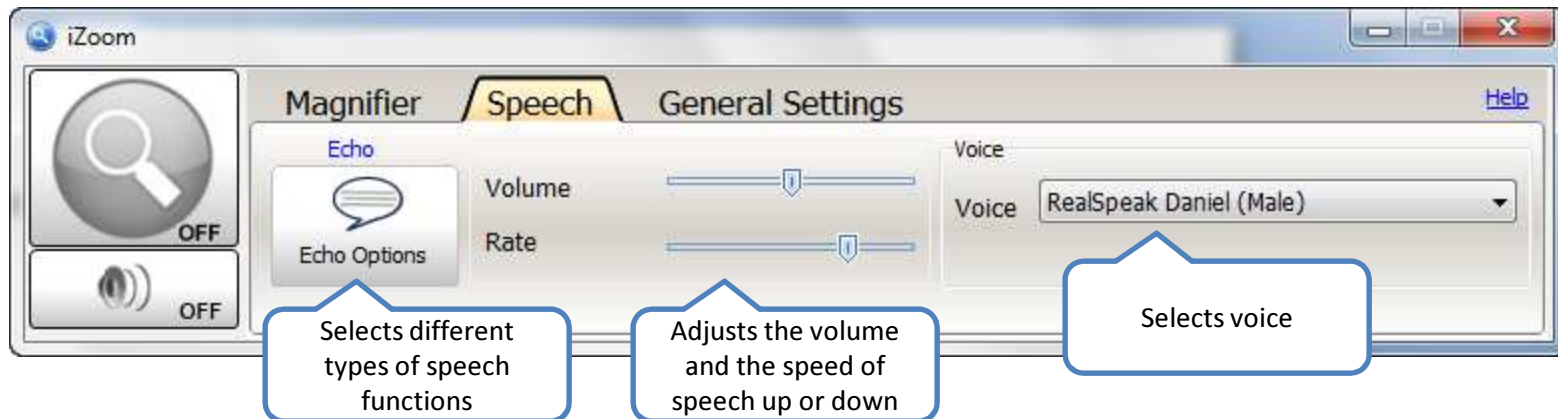 iZoom
Magnifier Speech General Settings Help
OFF
OFF
Echo
Echo Options
Volume
Rate
Voice
Voice RealSpeak Daniel (Male)
Selects different
types of speech
functions
Adjusts the volume
and the speed of
speech up or down
Selects voice